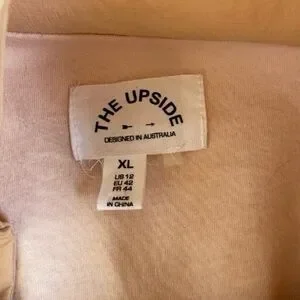 THE UPSIDE
DESIGNED IN AUSTRALIA
XL
US 12
EU 42
FR 44
MADE
IN CHINA